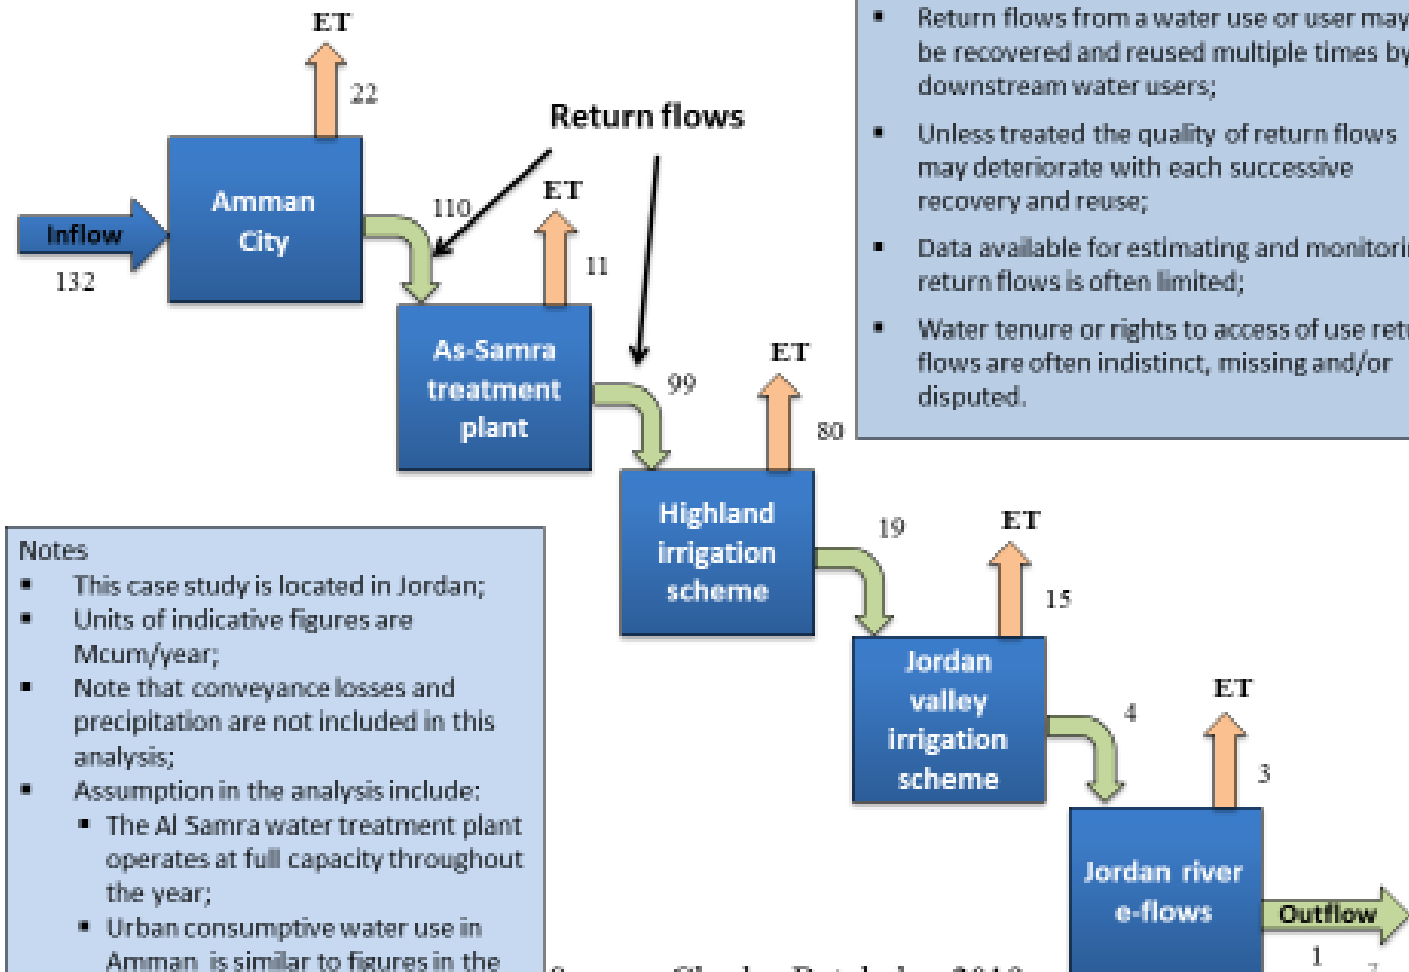 ET
22
Return flows
Amman
City
Inflow
132
110
ET
11
As-Samra
treatment
plant
99
ET
80
Highland
irrigation
scheme
19
ET
15
Jordan
valley
irrigation
scheme
4
ET
3
Jordan river
e-flows
Outflow
1
▪ Return flows from a water use or user may
be recovered and reused multiple times by
downstream water users;
▪ Unless treated the quality of return flows
may deteriorate with each successive
recovery and reuse;
▪ Data available for estimating and
return flows is often limited;
▪ Water tenure or rights to access of use
flows are often indistinct, missing and/or
disputed.
Notes
▪ This case study is located in Jordan;
▪ Units of indicative figures are
Mcum/year;
▪ Note that conveyance losses and
precipitation are not included in this
analysis;
▪ Assumption in the analysis include:
▪ The Al Samra water treatment plant
operates at full capacity throughout
the year;
▪ Urban consumptive water use in
Amman is similar to figures in the